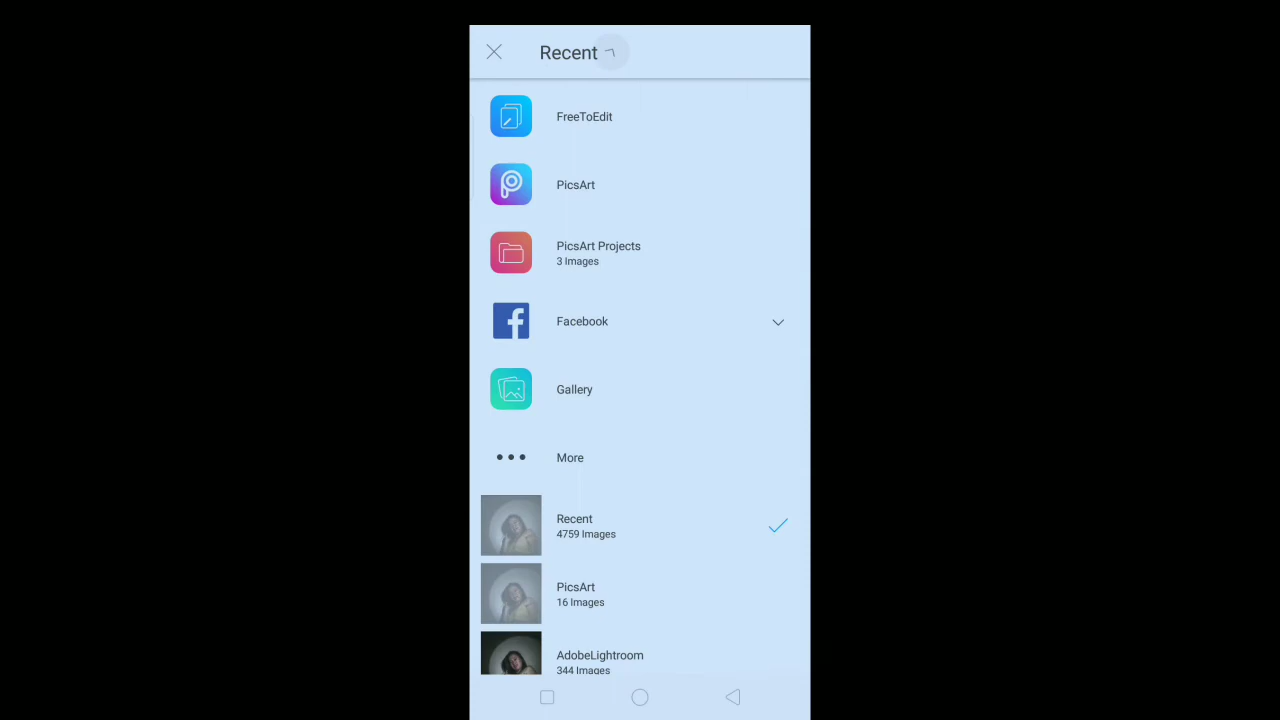 Recent
FreeToEdit
PicsArt
PicsArt Projects
3 Images
Facebook
Gallery
More
Recent
4759 Images
PicsArt
16 Images
AdobeLightroom
344 Images